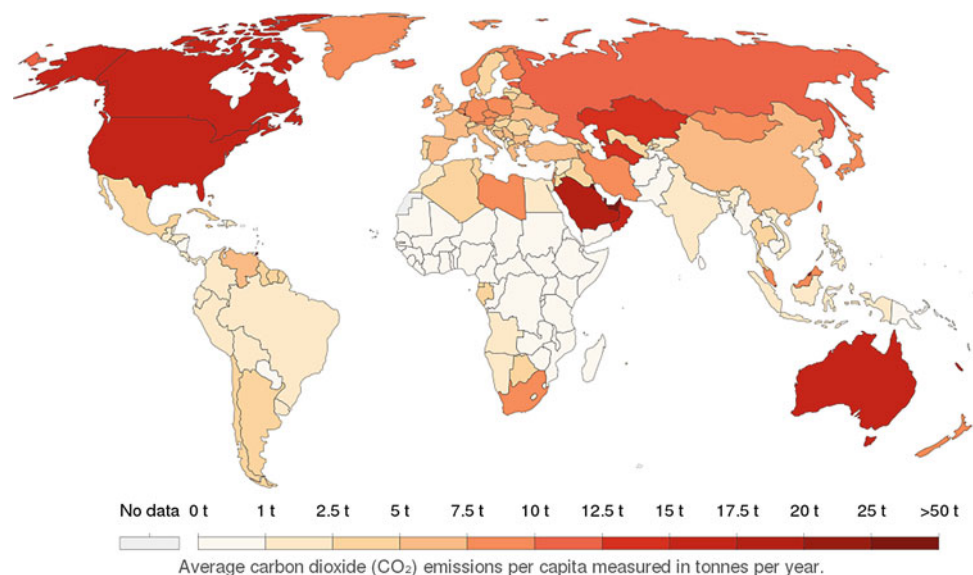 No data 0 t 1 t 2.5 t 5 t 7.5 t 10 t 12.5 t 15 t 17.5 t 20 t 25 t >50 t
Average carbon dioxide (CO₂) emissions per capita measured in tonnes per year.